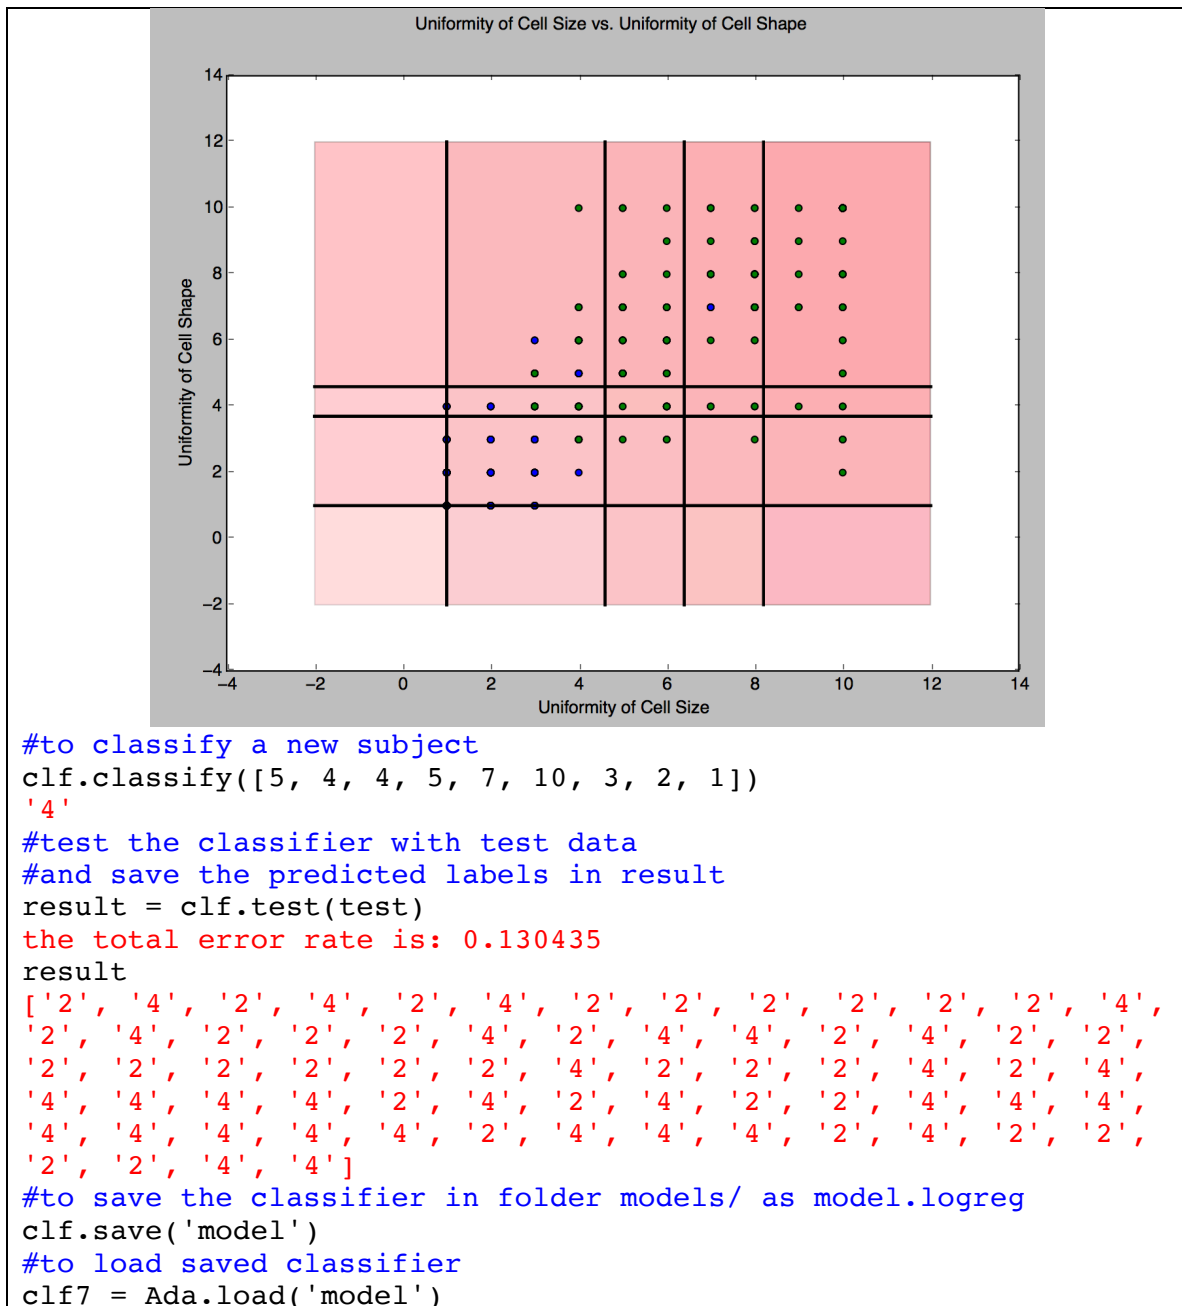 Uniformity of Cell Size vs. Uniformity of Cell Shape
14
12
10
8
6
4
2
0
−2
−4
Uniformity of Cell Shape
−4 −2 0 2 4 6 8 10 12 14
Uniformity of Cell Size
#to classify a new subject
clf.classify([5, 4, 4, 5, 7, 10, 3, 2, 1])
'4'
#test the classifier with test data
#and save the predicted labels in result
result = clf.test(test)
the total error rate is: 0.130435
result
['2', '4', '2', '4', '2', '4', '2', '2', '2', '2', '2', '2', '4',
'2', '4', '2', '2', '2', '4', '2', '4', '4', '2', '4', '2', '2',
'2', '2', '2', '2', '2', '2', '4', '2', '2', '2', '4', '2', '4',
'4', '4', '4', '4', '2', '4', '2', '4', '2', '2', '4', '4', '4',
'4', '4', '4', '4', '4', '2', '4', '4', '4', '2', '4', '2', '2',
'2', '2', '4', '4']
#to save the classifier in folder models/ as model.logreg
clf.save('model')
#to load saved classifier
clf7 = Ada.load('model')